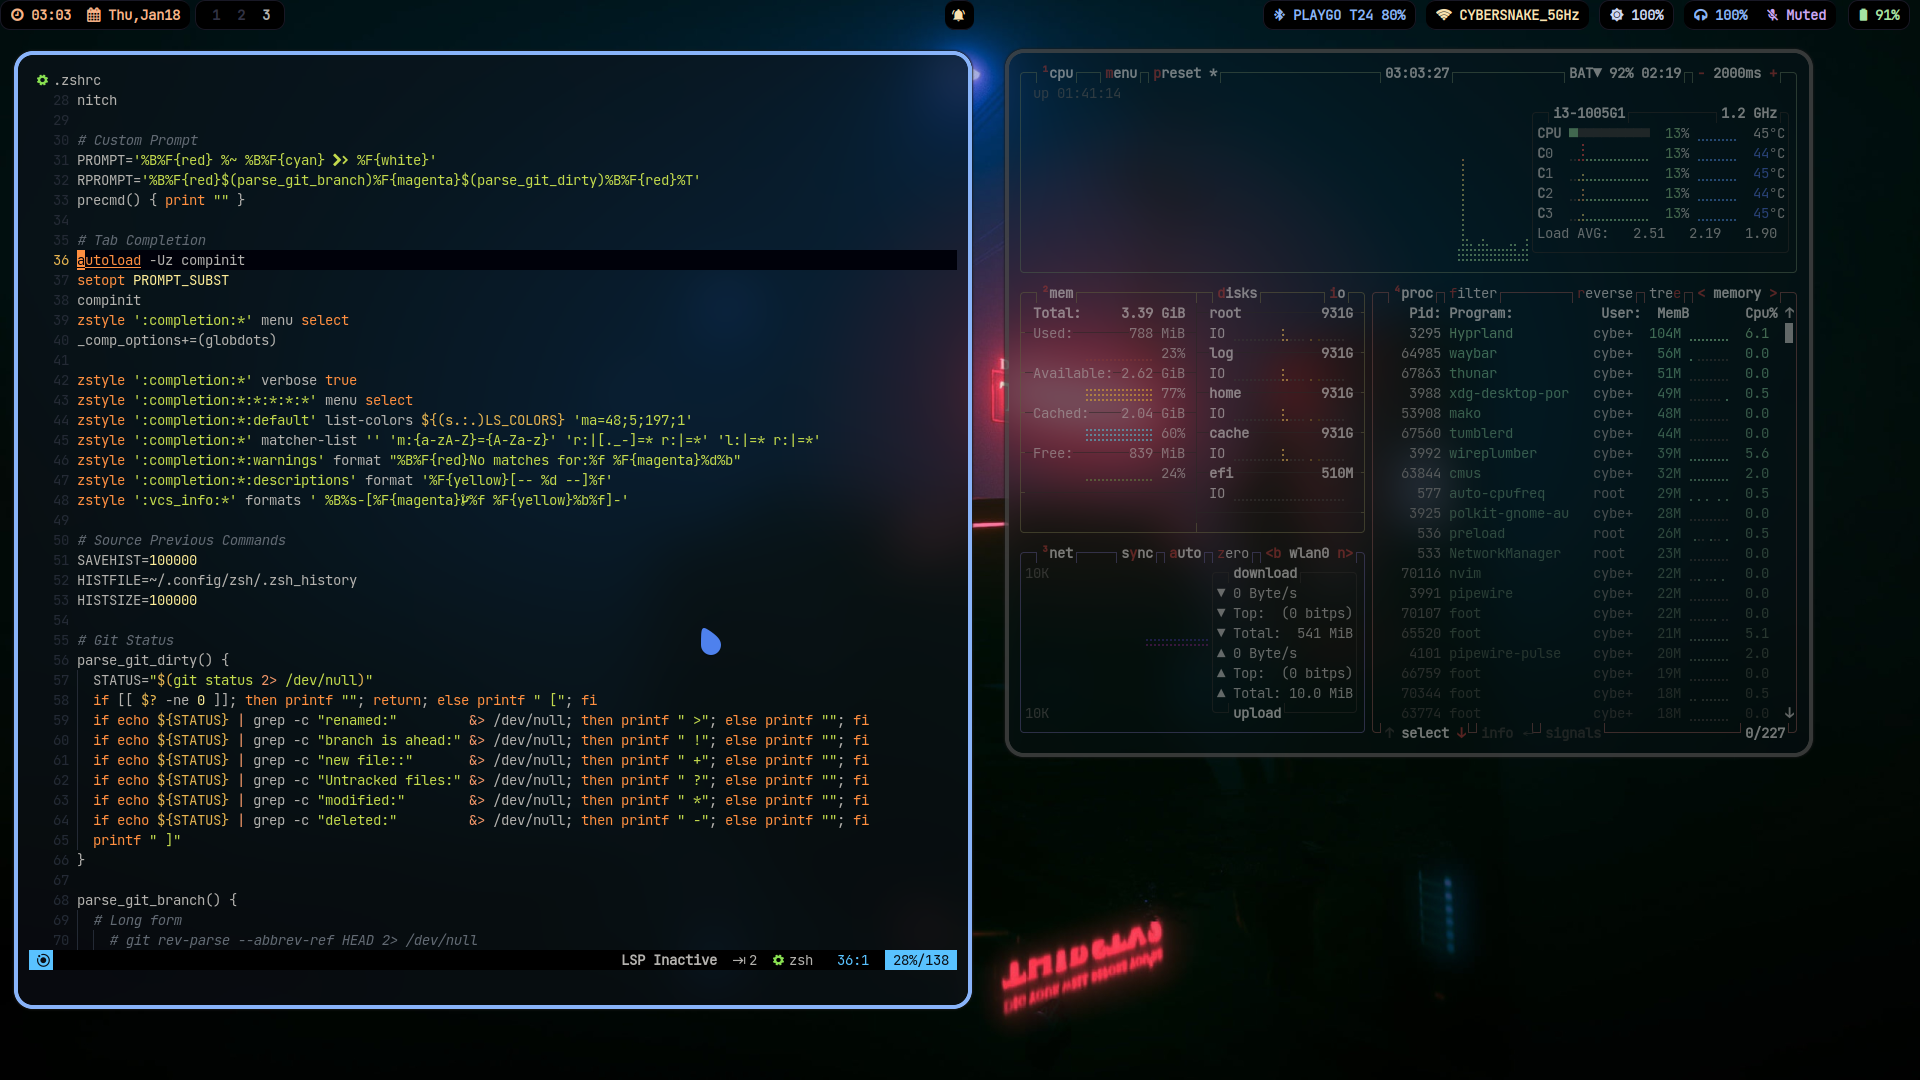 03:03 Thu,Jan18 1 2 3
PLAYGO T24 80% CYBERSNAKE_5GHz 100% 100% Muted 91%
.zshrc
28 nitch
29
30 # Custom Prompt
31 PROMPT='%B%F{red} %~ %B%F{cyan} %F{white}'
32 RPROMPT='%B%F{red}$(parse_git_branch)%F{magenta}$(parse_git_dirty)%B%F{red}%T'
33 precmd() { print "" }
34
35 # Tab Completion
36 autoload -Uz compinit
37 setopt PROMPT_SUBST
38 compinit
39 zstyle ':completion:*' menu select
40 _comp_options+=(globdots)
41
42 zstyle ':completion:*' verbose true
43 zstyle ':completion:*:*:*:*:*' menu select
44 zstyle ':completion:*:default' list-colors ${(s.:.)LS_COLORS} 'ma=48;5;197;1'
45 zstyle ':completion:*' matcher-list '' 'm:{a-zA-Z}={A-Za-z}' 'r:|[._-]=* r:|=*' 'l:|=* r:|=*'
46 zstyle ':completion:*:warnings' format "%B%F{red}No matches for:%f %F{magenta}%d%b"
47 zstyle ':completion:*:descriptions' format '%F{yellow}[-- %d --]%f'
48 zstyle ':vcs_info:*' formats ' %B%s-[%F{magenta}%f %F{yellow}%b%f]-'
49
50 # Source Previous Commands
51 SAVEHIST=100000
52 HISTFILE=~/.config/zsh/.zsh_history
53 HISTSIZE=100000
54
55 # Git Status
56 parse_git_dirty() {
57 STATUS="$(git status 2> /dev/null)"
58 if [[ $? -ne 0 ]]; then printf ""; return; else printf " ["; fi
59 if echo ${STATUS} | grep -c "renamed:" &> /dev/null; then printf " >"; else printf ""; fi
60 if echo ${STATUS} | grep -c "branch is ahead:" &> /dev/null; then printf " !"; else printf ""; fi
61 if echo ${STATUS} | grep -c "new file::" &> /dev/null; then printf " +"; else printf ""; fi
62 if echo ${STATUS} | grep -c "Untracked files:" &> /dev/null; then printf " ?"; else printf ""; fi
63 if echo ${STATUS} | grep -c "modified:" &> /dev/null; then printf " *"; else printf ""; fi
64 if echo ${STATUS} | grep -c "deleted:" &> /dev/null; then printf " -"; else printf ""; fi
65 printf " ]"
66 }
67
68 parse_git_branch() {
69 # Long form
70 # git rev-parse --abbrev-ref HEAD 2> /dev/null
LSP Inactive 2 zsh 36:1 28%/138
1cpu menu preset * 03:03:27 BAT▼ 92% 02:19 - 2000ms +
up 01:41:14
i3-1005G1 1.2 GHz
CPU 13% 45°C
C0 13% 44°C
C1 13% 45°C
C2 13% 44°C
C3 13% 45°C
Load AVG: 2.51 2.19 1.90
2mem disks io
Total: 3.39 GiB root 931G
Used: 788 MiB IO
23% log 931G
Available: 2.62 GiB IO
77% home 931G
Cached: 2.04 GiB IO
60% cache 931G
Free: 839 MiB IO
24% efi 510M
IO
3net sync auto zero <b wlan0 n>
10K download
▼ 0 Byte/s
▼ Top: (0 bitps)
▼ Total: 541 MiB
▲ 0 Byte/s
▲ Top: (0 bitps)
▲ Total: 10.0 MiB
10K upload
4proc filter reverse tree < memory >
Pid: Program: User: MemB Cpu% ↑
3295 Hyprland cybe+ 104M 6.1
64985 waybar cybe+ 56M 0.0
67863 thunar cybe+ 51M 0.0
3988 xdg-desktop-por cybe+ 49M 0.5
53908 mako cybe+ 48M 0.0
67560 tumblerd cybe+ 44M 0.0
3992 wireplumber cybe+ 39M 5.6
63844 cmus cybe+ 32M 2.0
577 auto-cpufreq root 29M 0.5
3925 polkit-gnome-au cybe+ 28M 0.0
536 preload root 26M 0.5
533 NetworkManager root 23M 0.0
70116 nvim cybe+ 22M 0.0
3991 pipewire cybe+ 22M 0.0
70107 foot cybe+ 22M 0.0
65520 foot cybe+ 21M 5.1
4101 pipewire-pulse cybe+ 20M 2.0
66759 foot cybe+ 19M 0.0
70344 foot cybe+ 18M 0.5
63774 foot cybe+ 18M 0.0 ↓
↑ select ↓ info signals 0/227